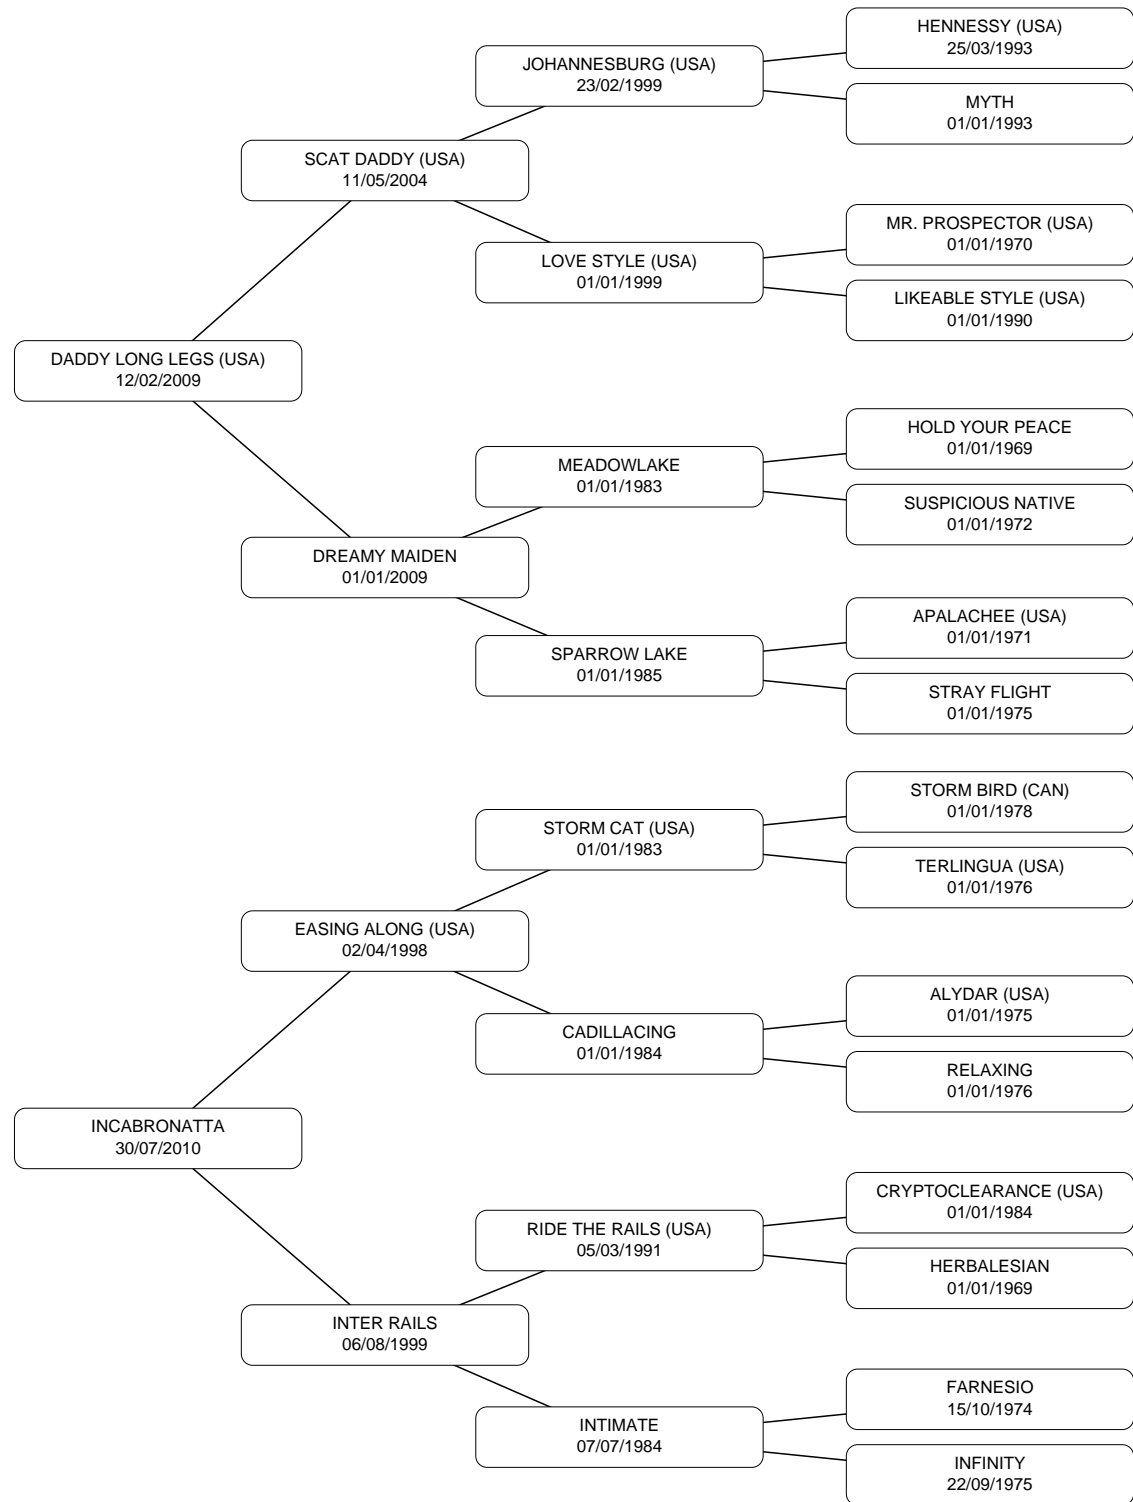 HENNESSY (USA)
25/03/1993
JOHANNESBURG (USA)
23/02/1999
MYTH
01/01/1993
SCAT DADDY (USA)
11/05/2004
MR. PROSPECTOR (USA)
01/01/1970
LOVE STYLE (USA)
01/01/1999
LIKEABLE STYLE (USA)
01/01/1990
DADDY LONG LEGS (USA)
12/02/2009
HOLD YOUR PEACE
01/01/1969
MEADOWLAKE
01/01/1983
SUSPICIOUS NATIVE
01/01/1972
DREAMY MAIDEN
01/01/2009
APALACHEE (USA)
01/01/1971
SPARROW LAKE
01/01/1985
STRAY FLIGHT
01/01/1975
STORM BIRD (CAN)
01/01/1978
STORM CAT (USA)
01/01/1983
TERLINGUA (USA)
01/01/1976
EASING ALONG (USA)
02/04/1998
ALYDAR (USA)
01/01/1975
CADILLACING
01/01/1984
RELAXING
01/01/1976
INCABRONATTA
30/07/2010
CRYPTOCLEARANCE (USA)
01/01/1984
RIDE THE RAILS (USA)
05/03/1991
HERBALESIAN
01/01/1969
INTER RAILS
06/08/1999
FARNESIO
15/10/1974
INTIMATE
07/07/1984
INFINITY
22/09/1975